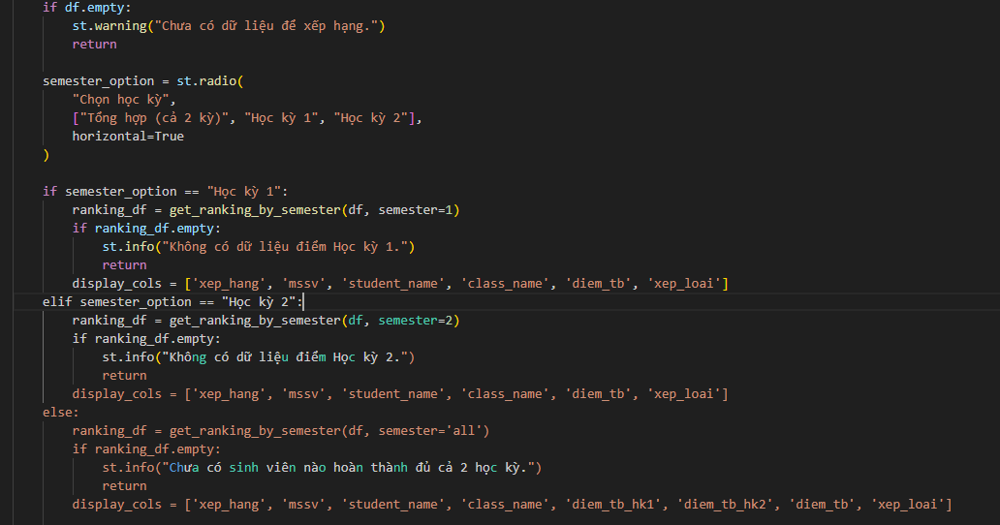 if df.empty:
st.warning("Chưa có dữ liệu để xếp hạng.")
return
semester_option = st.radio(
"Chọn học kỳ",
["Tổng hợp (cả 2 kỳ)", "Học kỳ 1", "Học kỳ 2"],
horizontal=True
)
if semester_option == "Học kỳ 1":
ranking_df = get_ranking_by_semester(df, semester=1)
if ranking_df.empty:
st.info("Không có dữ liệu điểm Học kỳ 1.")
return
display_cols = ['xep_hang', 'mssv', 'student_name', 'class_name', 'diem_tb', 'xep_loai']
elif semester_option == "Học kỳ 2":
ranking_df = get_ranking_by_semester(df, semester=2)
if ranking_df.empty:
st.info("Không có dữ liệu điểm Học kỳ 2.")
return
display_cols = ['xep_hang', 'mssv', 'student_name', 'class_name', 'diem_tb', 'xep_loai']
else:
ranking_df = get_ranking_by_semester(df, semester='all')
if ranking_df.empty:
st.info("Chưa có sinh viên nào hoàn thành đủ cả 2 học kỳ.")
return
display_cols = ['xep_hang', 'mssv', 'student_name', 'class_name', 'diem_tb_hk1', 'diem_tb_hk2', 'diem_tb', 'xep_loai']